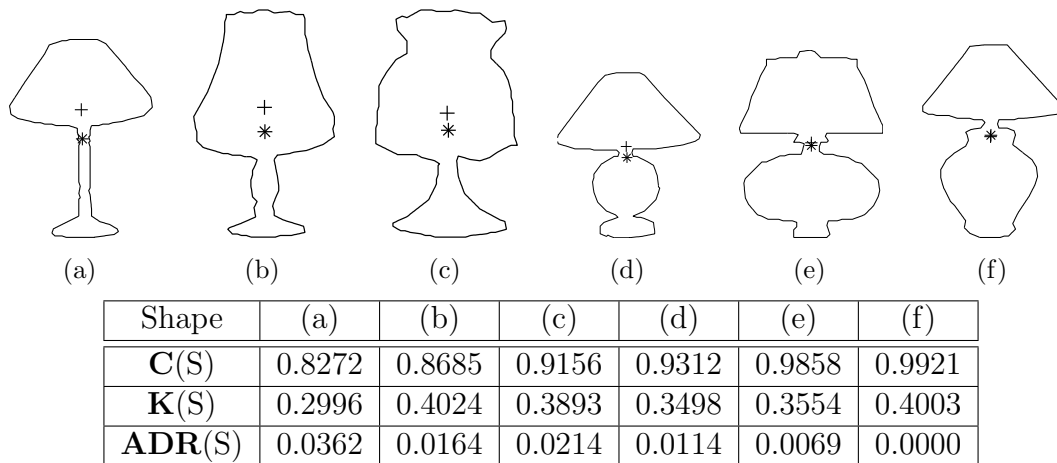 (a) (b) (c) (d) (e) (f)
Shape (a) (b) (c) (d) (e) (f)
C(S) 0.8272 0.8685 0.9156 0.9312 0.9858 0.9921
K(S) 0.2996 0.4024 0.3893 0.3498 0.3554 0.4003
ADR(S) 0.0362 0.0164 0.0214 0.0114 0.0069 0.0000